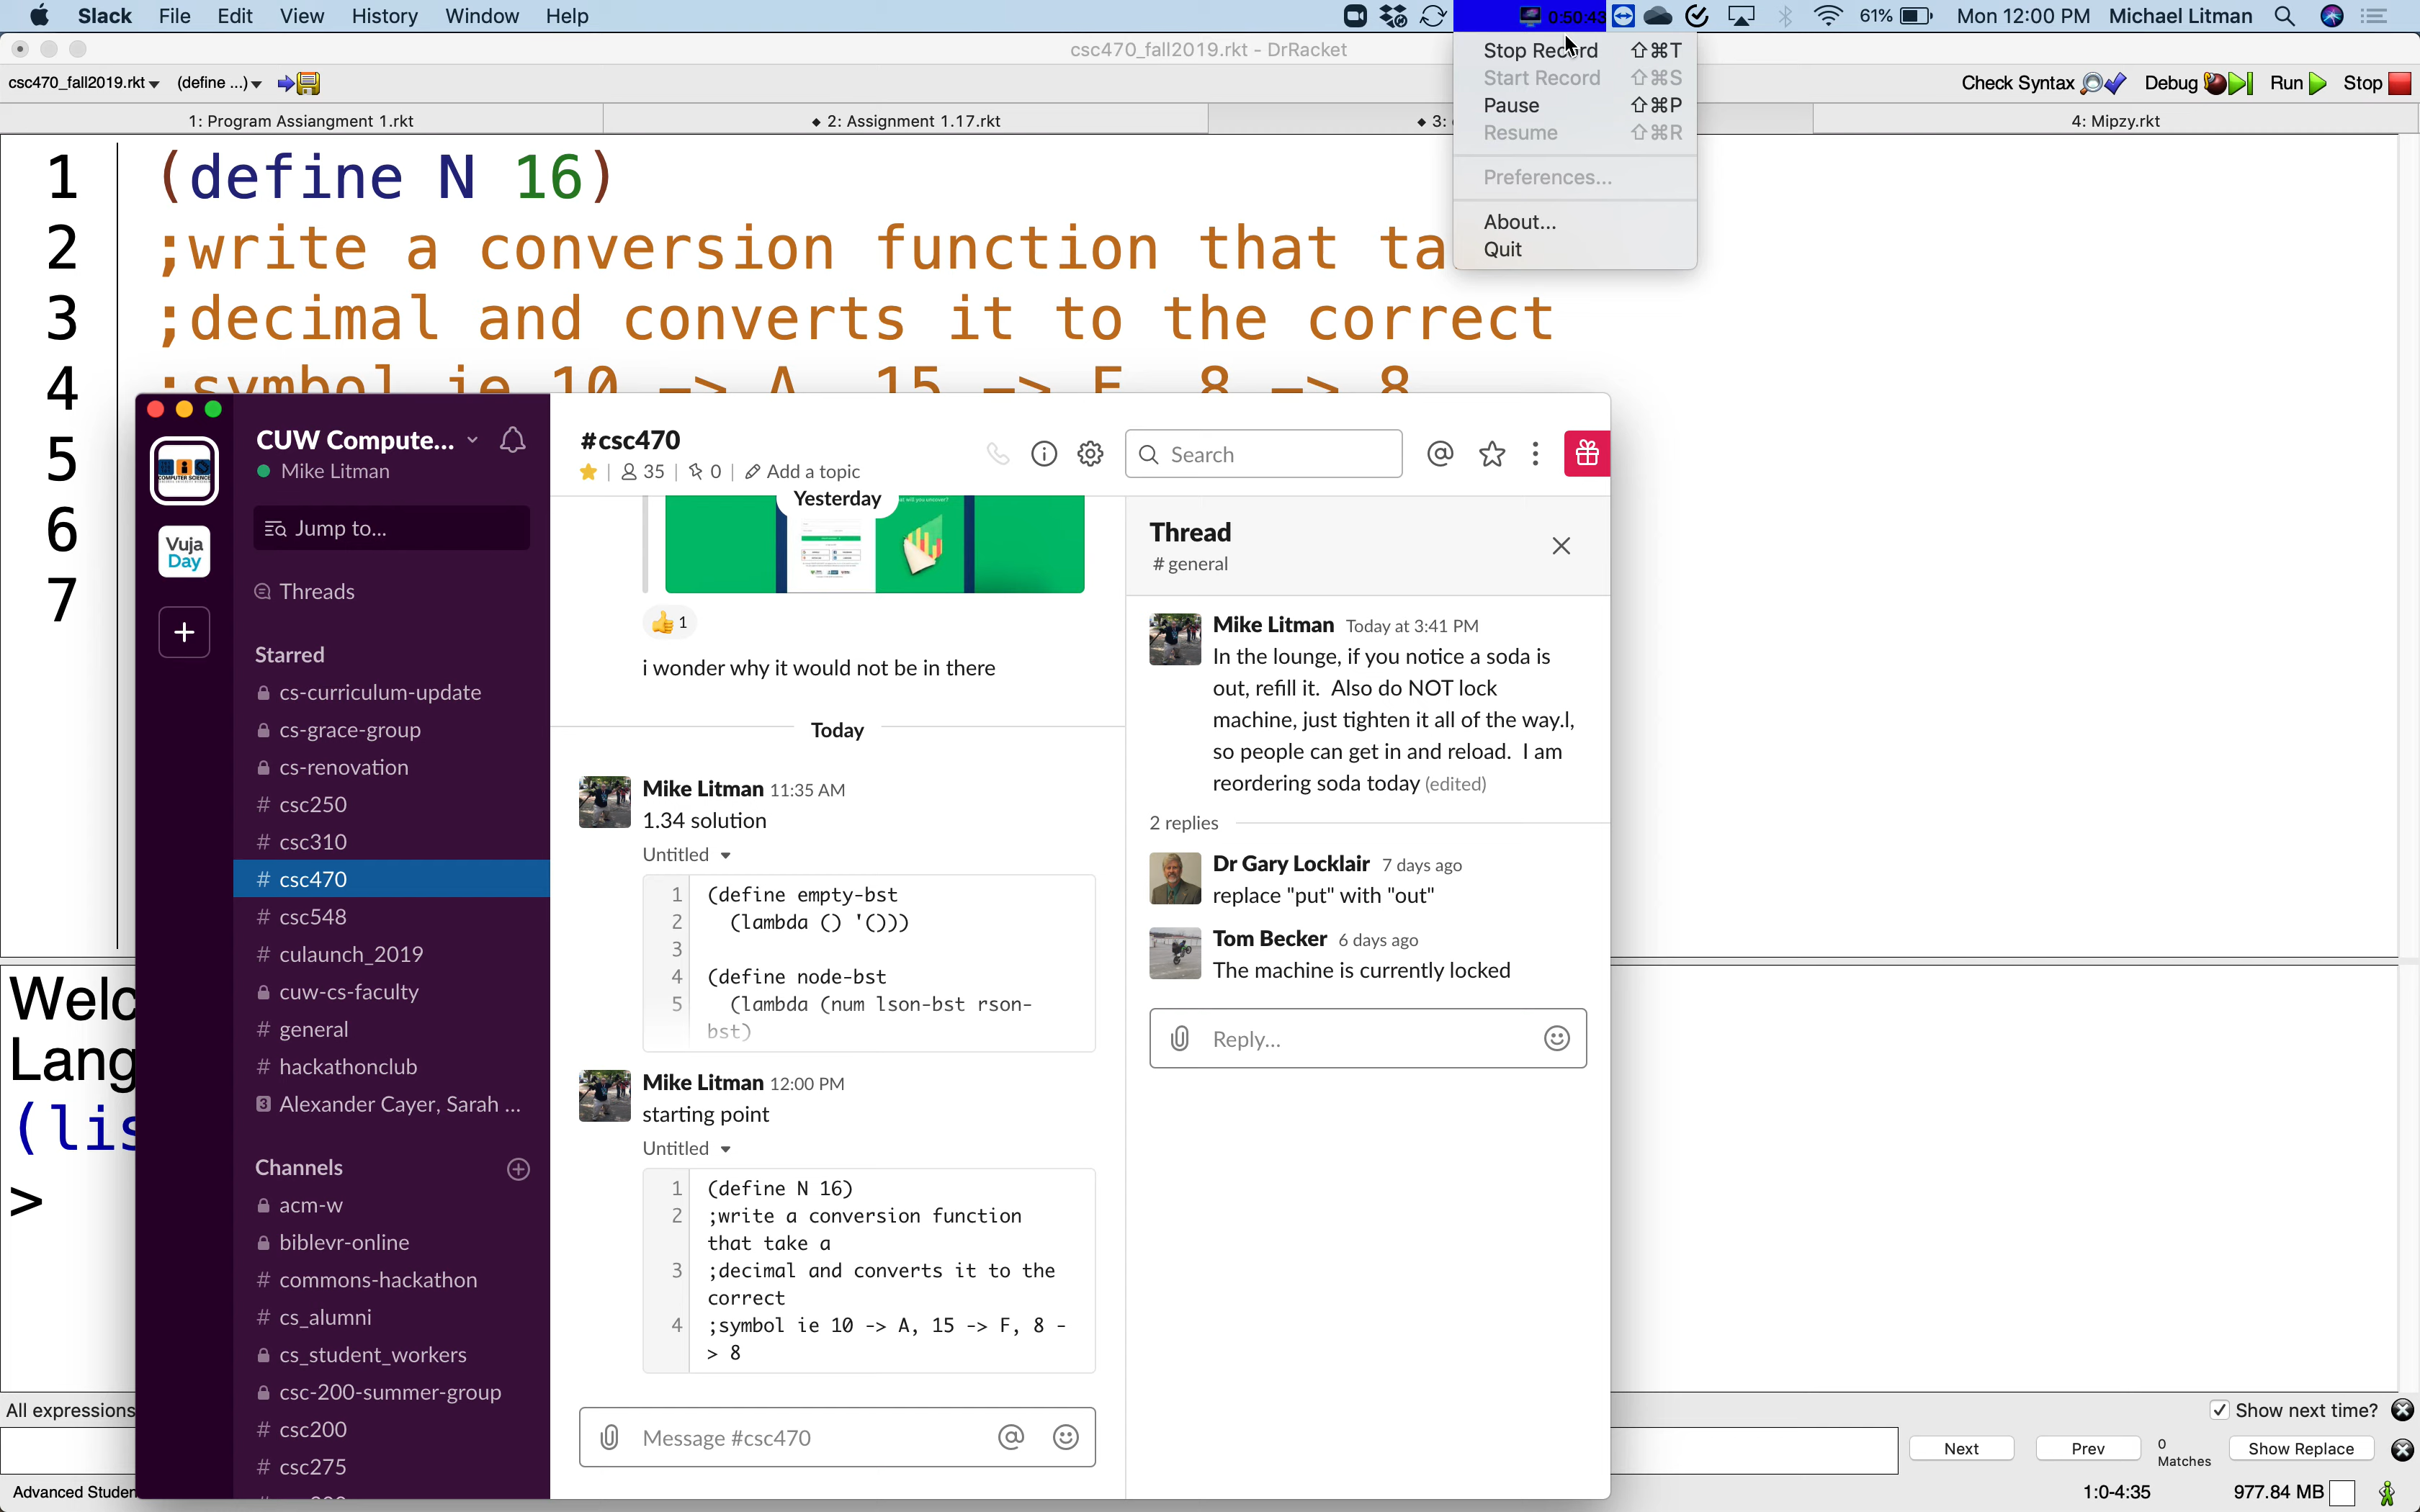 Slack File Edit View History Window Help 0:50:43 61% Mon 12:00 PM Michael Litman
csc470_fall2019.rkt - DrRacket
Stop Record ⇧⌘T
Start Record ⇧⌘S
Pause ⇧⌘P
Resume ⇧⌘R
Preferences...
About...
Quit
csc470_fall2019.rkt (define ...) Check Syntax Debug Run Stop
1: Program Assiangment 1.rkt 2: Assignment 1.17.rkt 3: 4: Mipzy.rkt
1 (define N 16)
2 ;write a conversion function that ta
3 ;decimal and converts it to the correct
4 ;symbol ie 10 -> A, 15 -> F, 8 -> 8
5
6
7
CUW Compute...
Mike Litman
Jump to...
Vuja
Day
COMPUTER SCIENCE
Threads
Starred
cs-curriculum-update
cs-grace-group
cs-renovation
# csc250
# csc310
# csc470
# csc548
# culaunch_2019
cuw-cs-faculty
# general
# hackathonclub
3 Alexander Cayer, Sarah ...
Channels
acm-w
biblevr-online
# commons-hackathon
# cs_alumni
cs_student_workers
csc-200-summer-group
# csc200
# csc275
#csc470
35 | 0 | Add a topic
Search
Yesterday
1
i wonder why it would not be in there
Today
Mike Litman 11:35 AM
1.34 solution
Untitled
1 (define empty-bst
2 (lambda () '()))
3
4 (define node-bst
5 (lambda (num lson-bst rson-
bst)
Mike Litman 12:00 PM
starting point
Untitled
1 (define N 16)
2 ;write a conversion function
that take a
3 ;decimal and converts it to the
correct
4 ;symbol ie 10 -> A, 15 -> F, 8 -
> 8
Message #csc470
Thread
# general
Mike Litman Today at 3:41 PM
In the lounge, if you notice a soda is
out, refill it. Also do NOT lock
machine, just tighten it all of the way.l,
so people can get in and reload. I am
reordering soda today (edited)
2 replies
Dr Gary Locklair 7 days ago
replace "put" with "out"
Tom Becker 6 days ago
The machine is currently locked
Reply...
Welc
Lang
(lis
>
All expressions
Show next time?
Next Prev 0 Matches Show Replace
Advanced Studen 1:0-4:35 977.84 MB